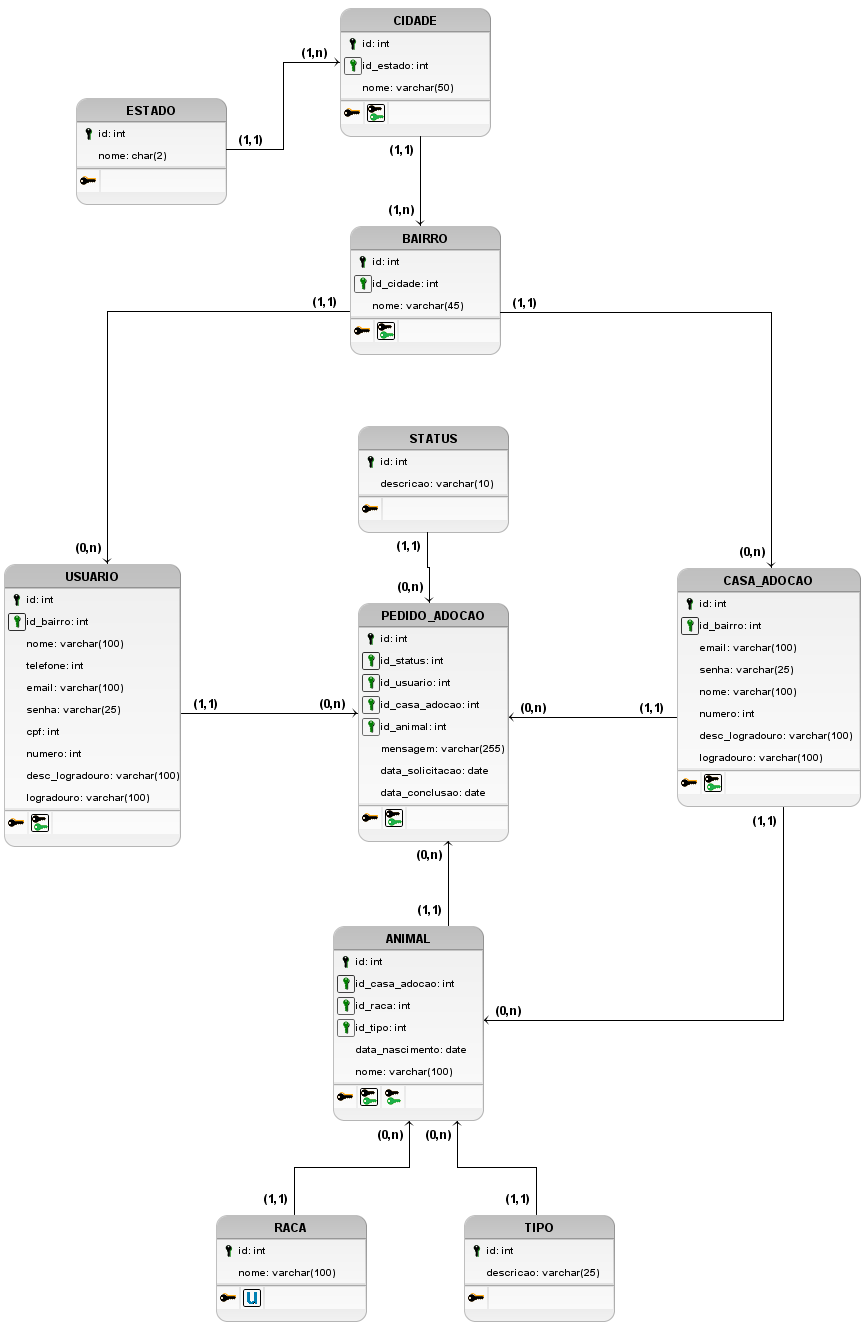 CIDADE
id: int
id_estado: int
nome: varchar(50)
(1,n)
ESTADO
id: int
nome: char(2)
(1,1)
(1,1)
(1,n)
BAIRRO
id: int
id_cidade: int
nome: varchar(45)
(1,1)
(1,1)
STATUS
id: int
descricao: varchar(10)
(1,1)
(0,n)
(0,n)
(0,n)
USUARIO
id: int
id_bairro: int
nome: varchar(100)
telefone: int
email: varchar(100)
senha: varchar(25)
cpf: int
numero: int
desc_logradouro: varchar(100)
logradouro: varchar(100)
(1,1)
(0,n)
PEDIDO_ADOCAO
id: int
id_status: int
id_usuario: int
id_casa_adocao: int
id_animal: int
mensagem: varchar(255)
data_solicitacao: date
data_conclusao: date
(0,n)
(1,1)
CASA_ADOCAO
id: int
id_bairro: int
email: varchar(100)
senha: varchar(25)
nome: varchar(100)
numero: int
desc_logradouro: varchar(100)
logradouro: varchar(100)
(1,1)
(0,n)
(1,1)
ANIMAL
id: int
id_casa_adocao: int
id_raca: int
id_tipo: int
data_nascimento: date
nome: varchar(100)
(0,n)
(0,n)
(0,n)
(1,1)
(1,1)
RACA
id: int
nome: varchar(100)
u
TIPO
id: int
descricao: varchar(25)